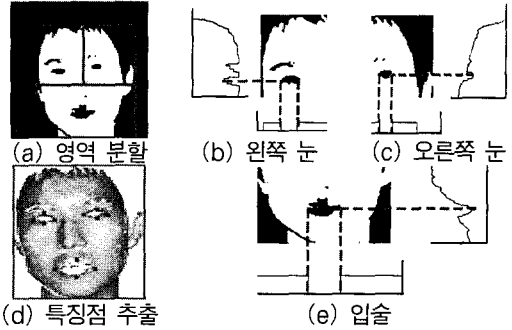 (a) 영역 분할
(b) 왼쪽 눈
(c) 오른쪽 눈
(d) 특징점 추출
(e) 입술